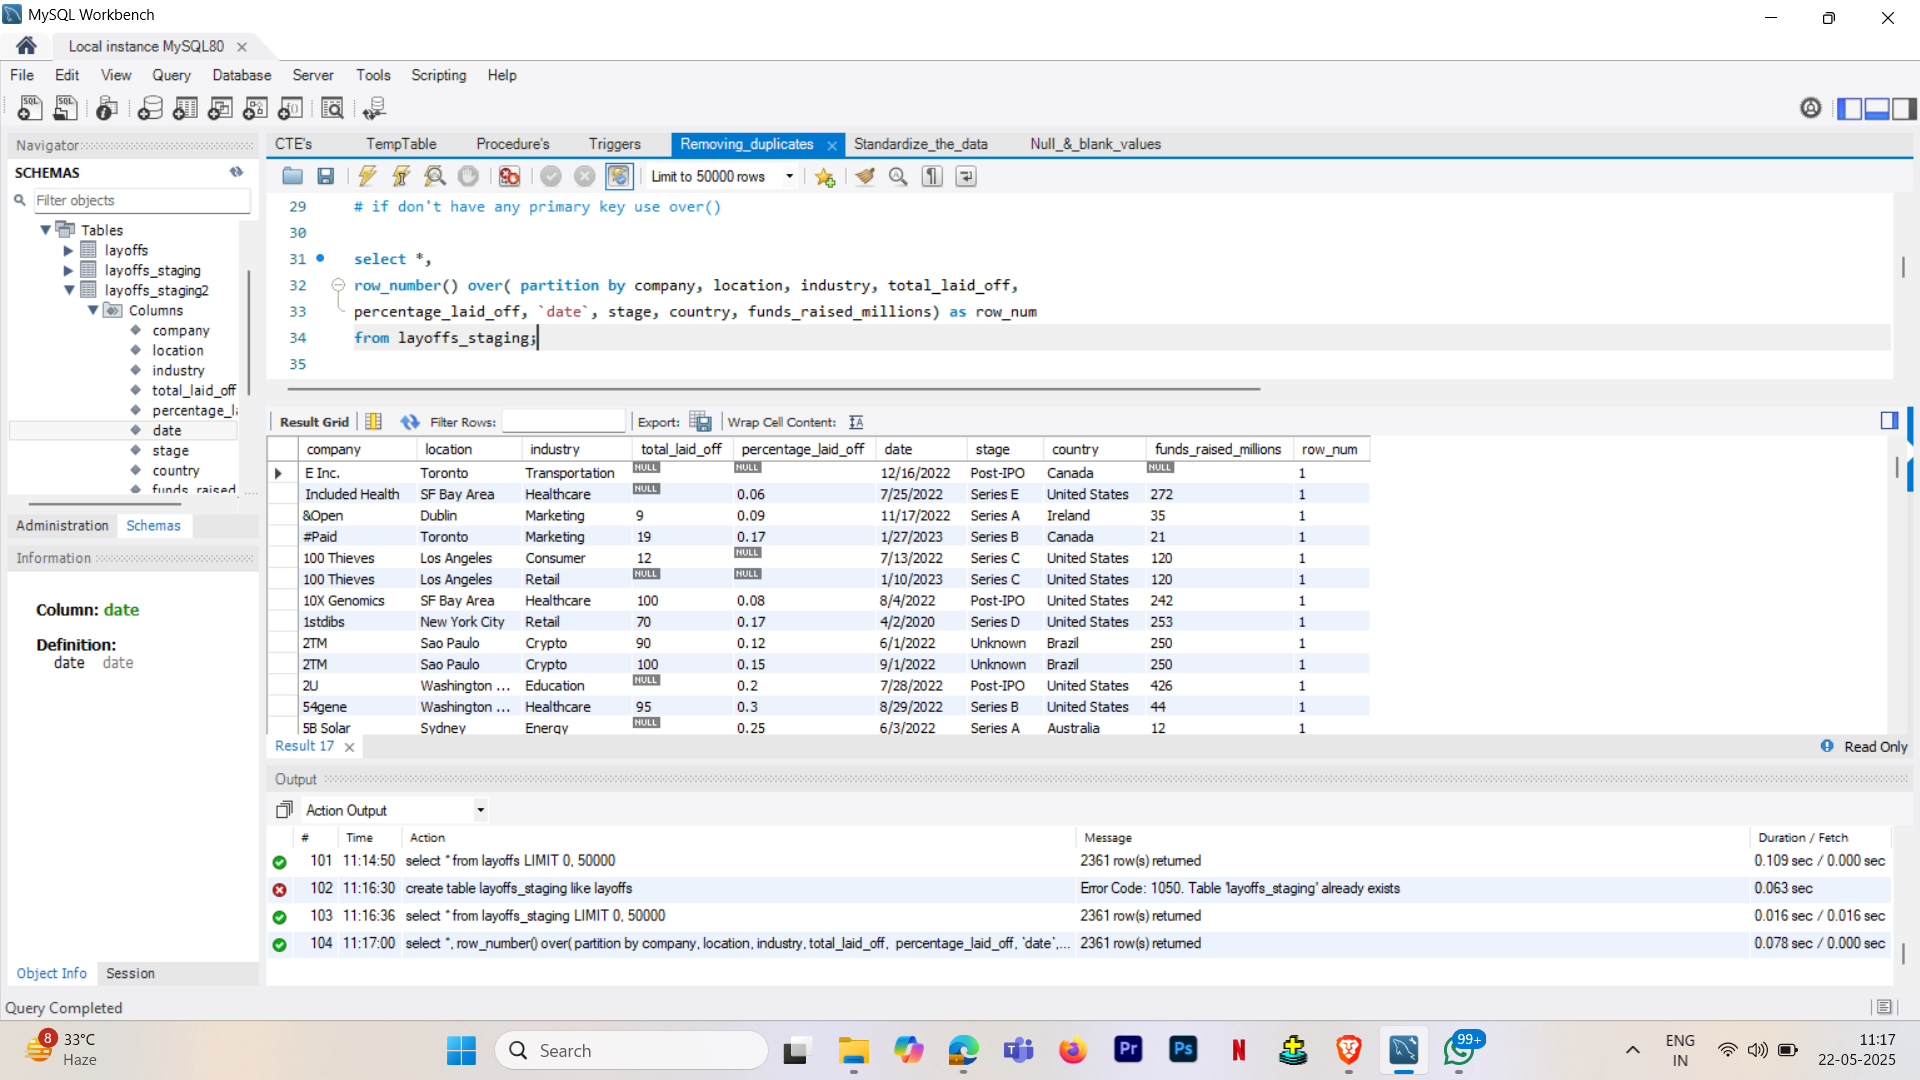 MySQL Workbench
Local instance MySQL80
File Edit View Query Database Server Tools Scripting Help
Navigator
SCHEMAS
Filter objects
Tables
layoffs
layoffs_staging
layoffs_staging2
Columns
company
location
industry
total_laid_off
percentage_la
date
stage
country
funds_raised
Administration Schemas
Information
Column: date
Definition:
date date
Object Info Session
CTE's TempTable Procedure's Triggers Removing_duplicates Standardize_the_data Null_&_blank_values
Limit to 50000 rows
29 # if don't have any primary key use over()
30
31 select *,
32 row_number() over( partition by company, location, industry, total_laid_off,
33 percentage_laid_off, `date`, stage, country, funds_raised_millions) as row_num
34 from layoffs_staging;
35
Result Grid Filter Rows: Export: Wrap Cell Content:
company location industry total_laid_off percentage_laid_off date stage country funds_raised_millions row_num
E Inc. Toronto Transportation NULL NULL 12/16/2022 Post-IPO Canada NULL 1
Included Health SF Bay Area Healthcare NULL 0.06 7/25/2022 Series E United States 272 1
&Open Dublin Marketing 9 0.09 11/17/2022 Series A Ireland 35 1
#Paid Toronto Marketing 19 0.17 1/27/2023 Series B Canada 21 1
100 Thieves Los Angeles Consumer 12 NULL 7/13/2022 Series C United States 120 1
100 Thieves Los Angeles Retail NULL NULL 1/10/2023 Series C United States 120 1
10X Genomics SF Bay Area Healthcare 100 0.08 8/4/2022 Post-IPO United States 242 1
1stdibs New York City Retail 70 0.17 4/2/2020 Series D United States 253 1
2TM Sao Paulo Crypto 90 0.12 6/1/2022 Unknown Brazil 250 1
2TM Sao Paulo Crypto 100 0.15 9/1/2022 Unknown Brazil 250 1
2U Washington ... Education NULL 0.2 7/28/2022 Post-IPO United States 426 1
54gene Washington ... Healthcare 95 0.3 8/29/2022 Series B United States 44 1
5B Solar Sydney Energy NULL 0.25 6/3/2022 Series A Australia 12 1
Result 17
Read Only
Output
Action Output
# Time Action Message Duration / Fetch
101 11:14:50 select * from layoffs LIMIT 0, 50000 2361 row(s) returned 0.109 sec / 0.000 sec
102 11:16:30 create table layoffs_staging like layoffs Error Code: 1050. Table 'layoffs_staging' already exists 0.063 sec
103 11:16:36 select * from layoffs_staging LIMIT 0, 50000 2361 row(s) returned 0.016 sec / 0.016 sec
104 11:17:00 select *, row_number() over( partition by company, location, industry, total_laid_off, percentage_laid_off, `date`,... 2361 row(s) returned 0.078 sec / 0.000 sec
Query Completed
8
33°C
Haze
Search
Pr
Ps
N
99+
ENG
IN
11:17
22-05-2025